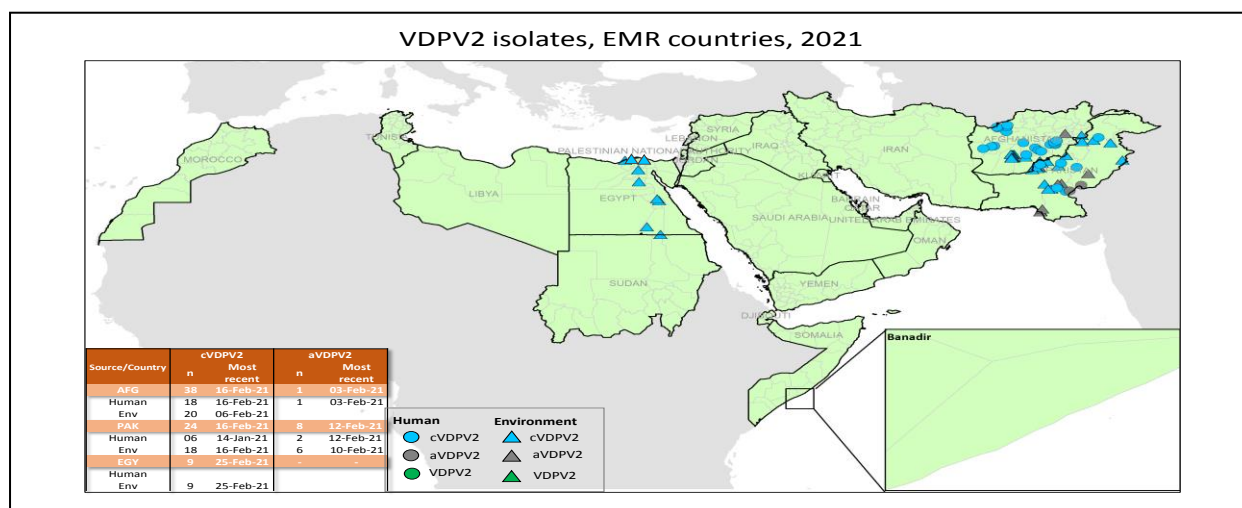 VDPV2 isolates, EMR countries, 2021
MOROCCO
LIBYA
EGYPT
SUDAN
LEBANON
SYRIA
PALESTINIAN NATIONAL AUTHORITY
IRAQ
IRAN
SAUDI ARABIA
BAHRAIN
UNITED ARAB EMIRATES
OMAN
YEMEN
DJIBOUTI
SOMALIA
AFGHANISTAN
Banadir
Source/Country cVDPV2 aVDPV2
n Most recent n Most recent
AFG 38 16-Feb-21 1 03-Feb-21
Human 18 16-Feb-21 1 03-Feb-21
Env 20 06-Feb-21
PAK 24 16-Feb-21 8 12-Feb-21
Human 06 14-Jan-21 2 12-Feb-21
Env 18 16-Feb-21 6 10-Feb-21
EGY 9 25-Feb-21 - -
Human
Env 9 25-Feb-21
Human Environment
cVDPV2 cVDPV2
aVDPV2 aVDPV2
VDPV2 VDPV2